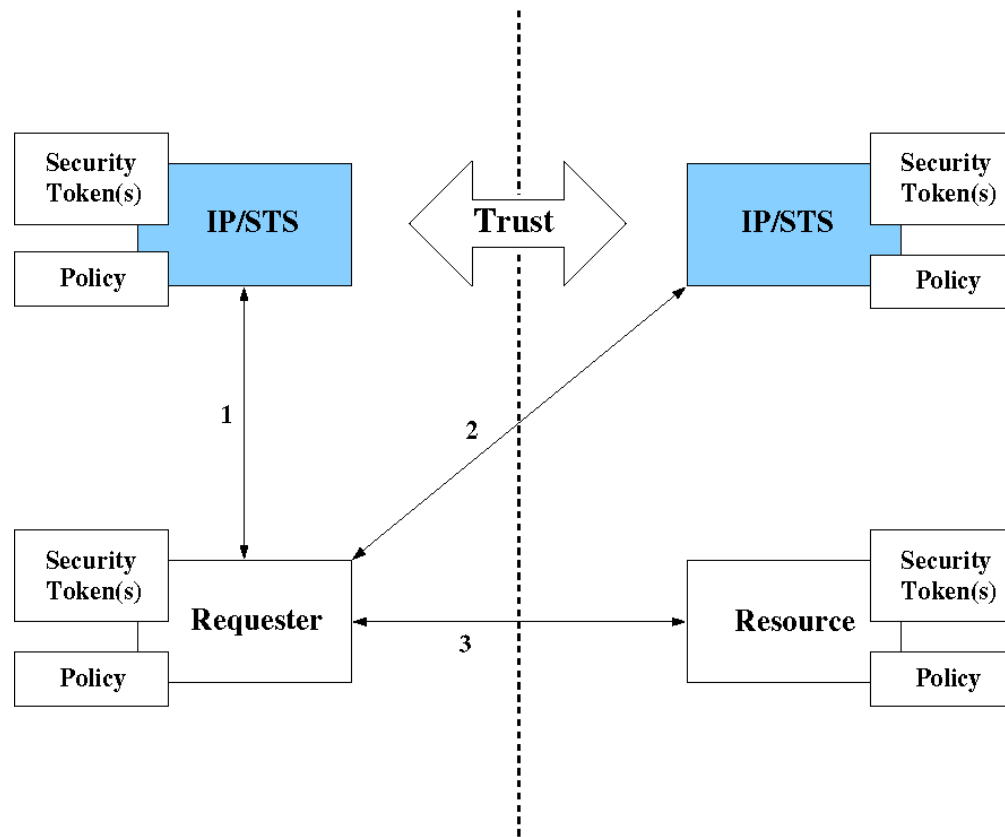 Security
Token(s)
IP/STS
Policy
Trust
IP/STS
Security
Token(s)
Policy
1
2
Security
Token(s)
Requester
Policy
3
Resource
Security
Token(s)
Policy